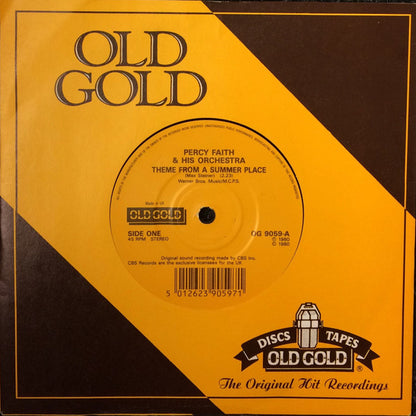 OLD
GOLD
PERCY FAITH
& HIS ORCHESTRA
THEME FROM A SUMMER PLACE
(Max Steiner) (2.23)
Warner Bros. Music/M.C.P.S.
Made in UK
OLD GOLD
SIDE ONE
45 RPM STEREO
OG 9059-A
℗ 1960
© 1980
Original sound recording made by CBS Inc.
CBS Records are the exclusive licensees for the UK.
5 012623 905971
DISCS TAPES
OLD GOLD
®
The Original Hit Recordings